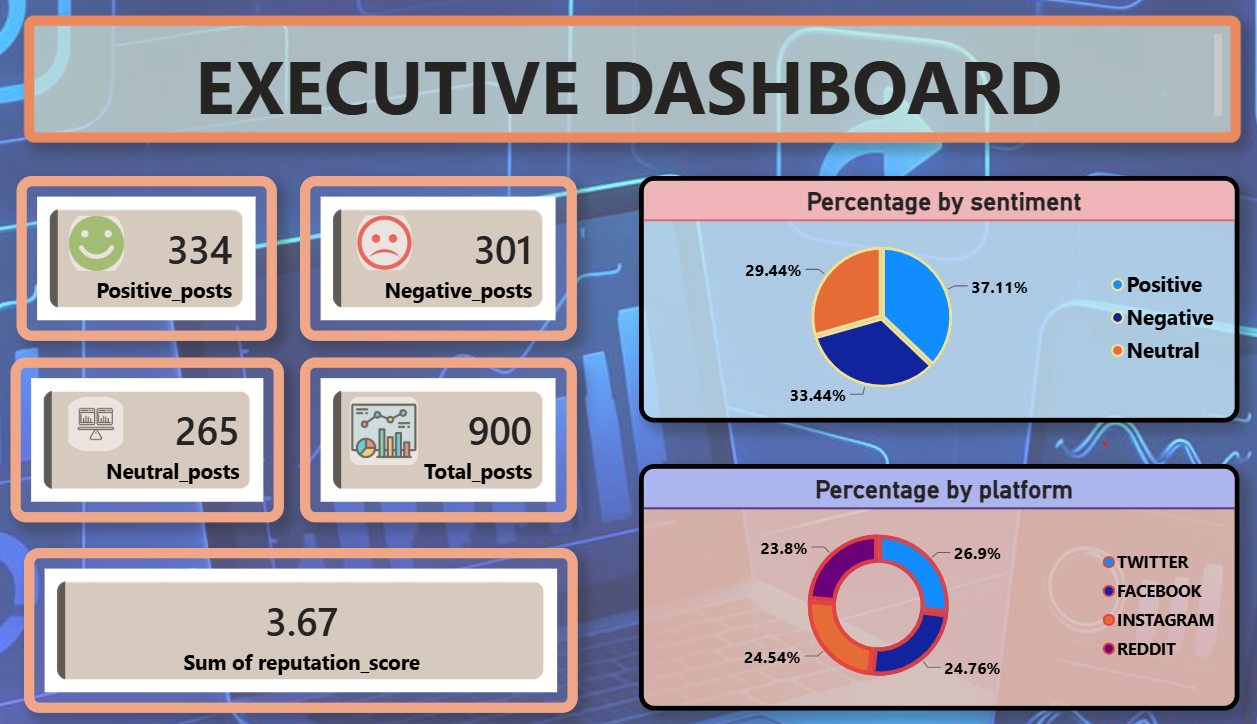 EXECUTIVE DASHBOARD
334
Positive_posts
301
Negative_posts
265
Neutral_posts
900
Total_posts
3.67
Sum of reputation_score
Percentage by sentiment
29.44%
37.11%
33.44%
Positive
Negative
Neutral
Percentage by platform
23.8%
26.9%
24.54%
24.76%
TWITTER
FACEBOOK
INSTAGRAM
REDDIT